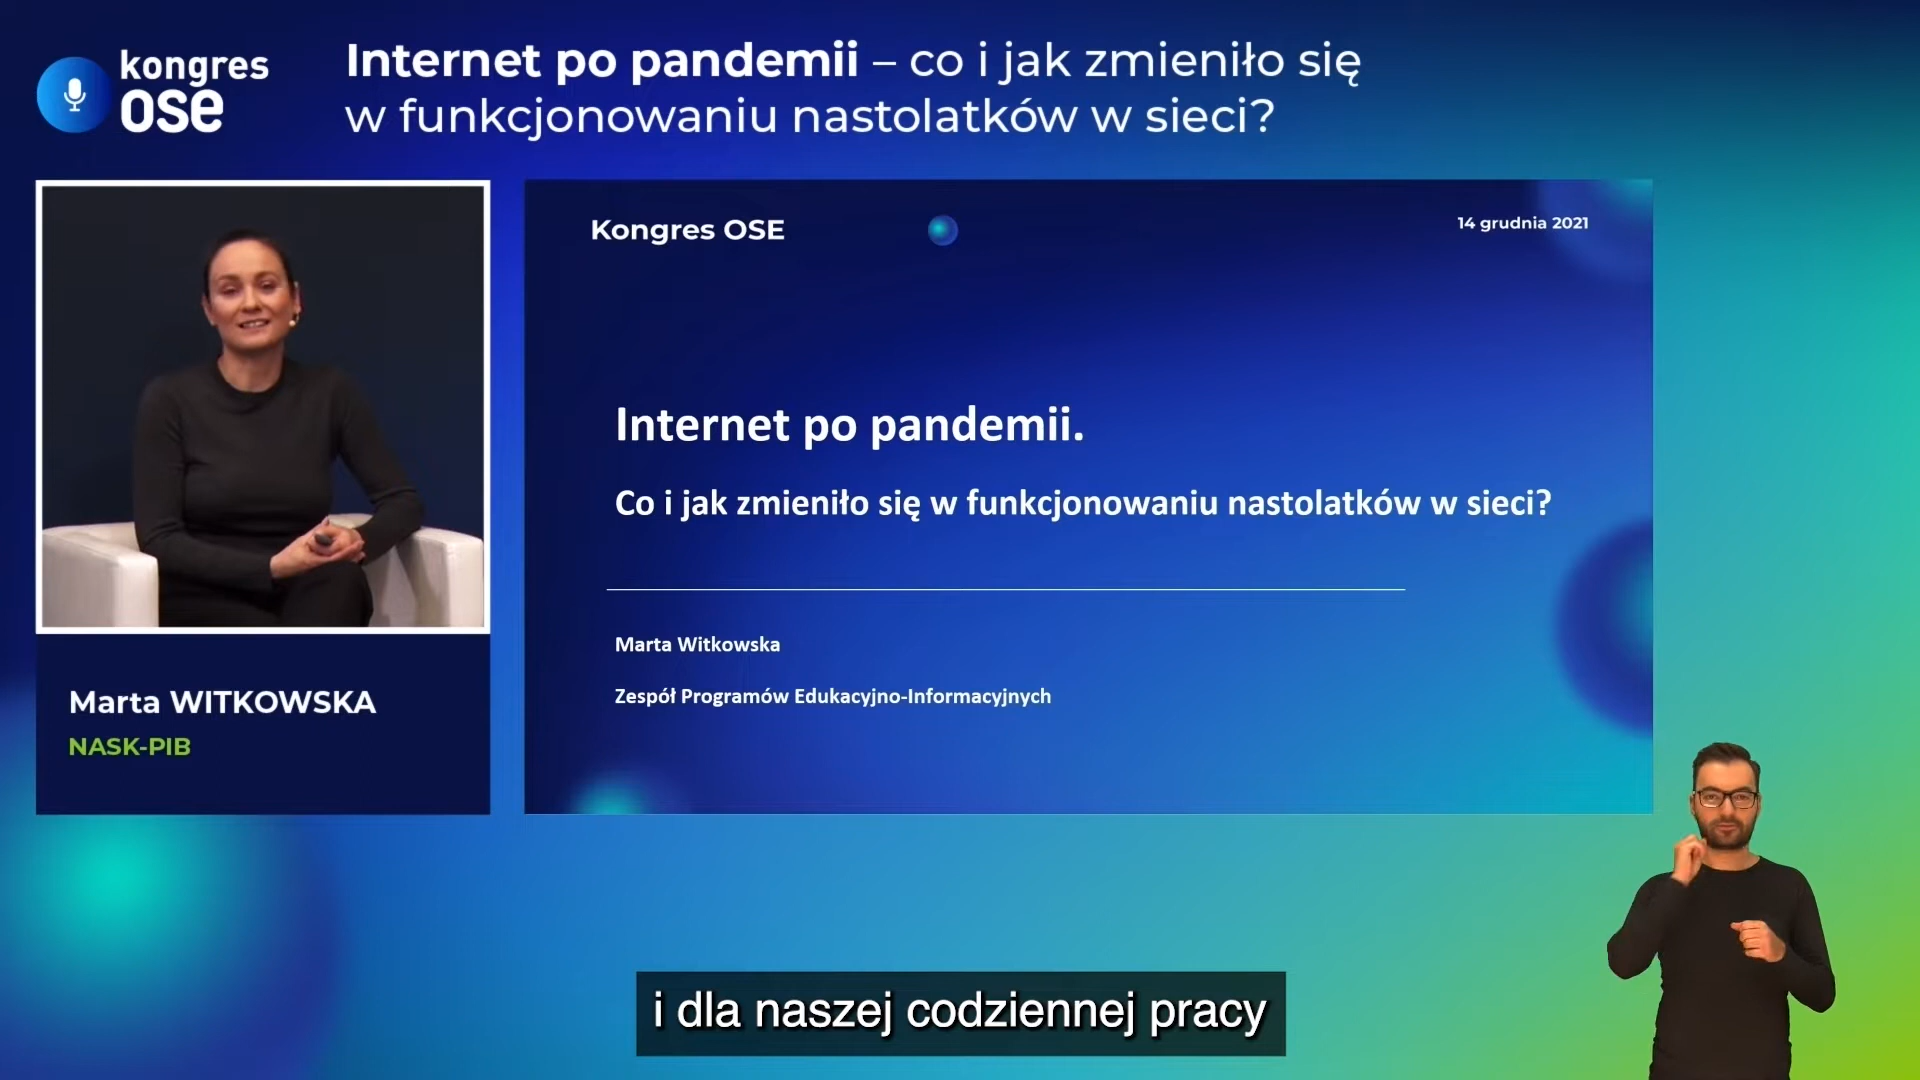 kongres
ose
Internet po pandemii – co i jak zmieniło się
w funkcjonowaniu nastolatków w sieci?
Kongres OSE
14 grudnia 2021
Internet po pandemii.
Co i jak zmieniło się w funkcjonowaniu nastolatków w sieci?
Marta Witkowska
Zespół Programów Edukacyjno-Informacyjnych
Marta WITKOWSKA
NASK-PIB
i dla naszej codziennej pracy